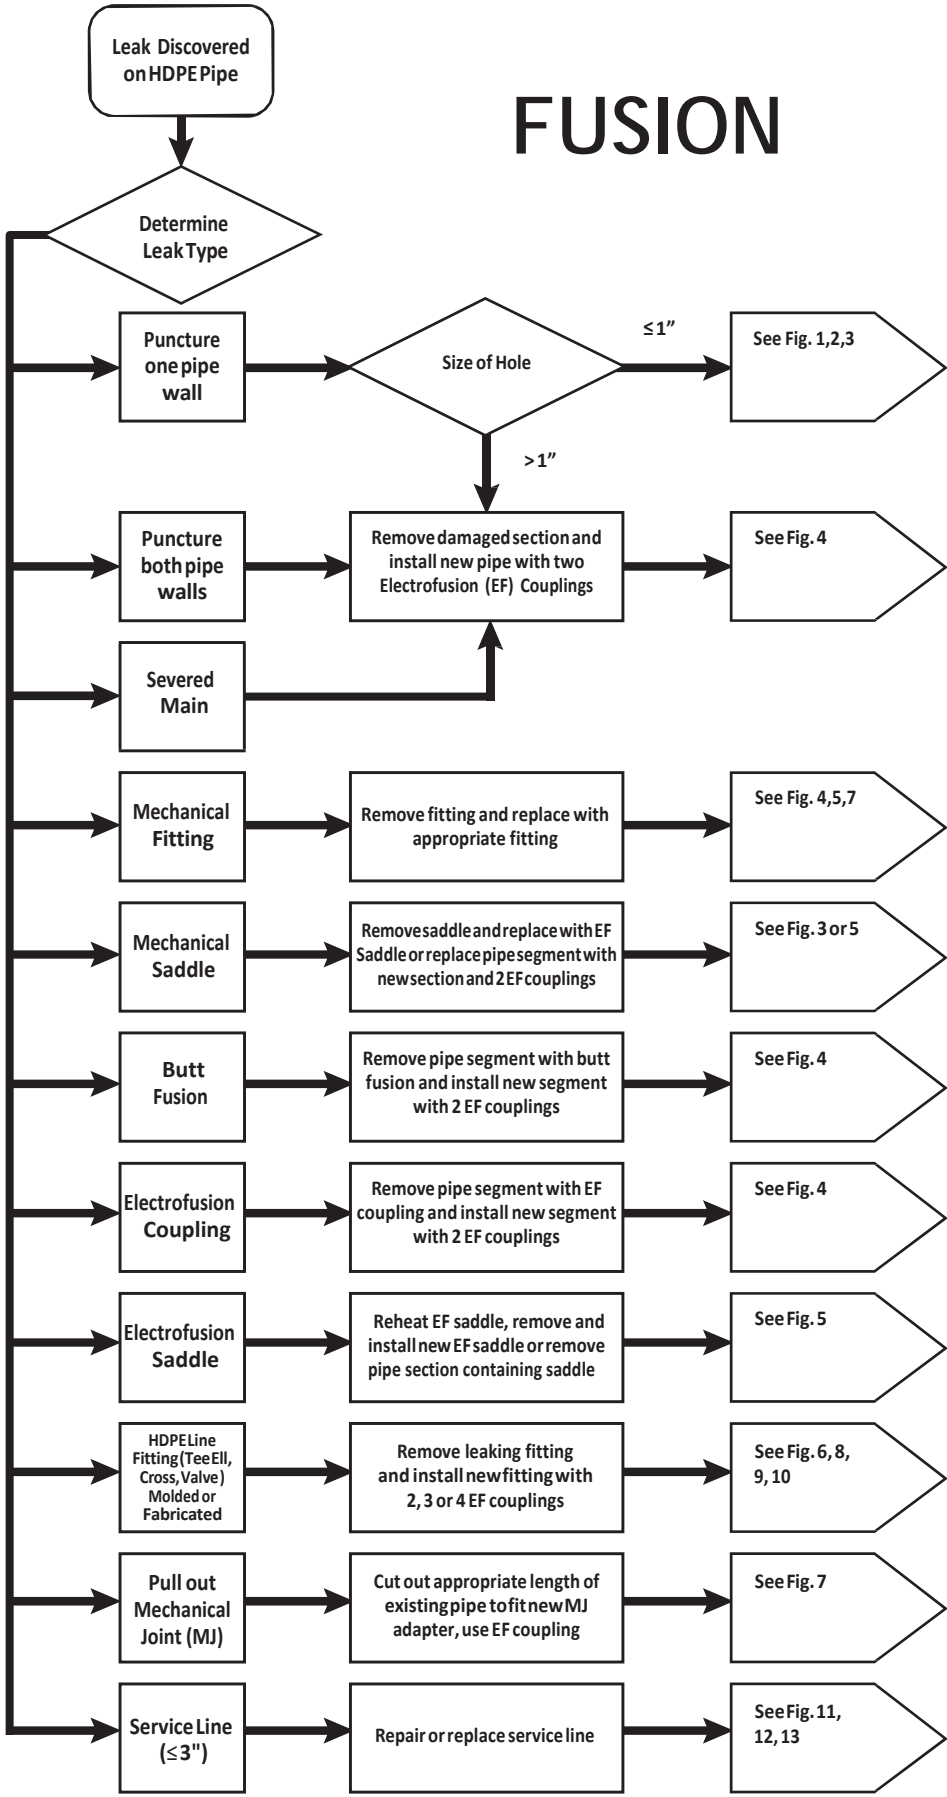 Leak Discovered
on HDPE Pipe
FUSION
Determine
Leak Type
Puncture
one pipe
wall
Size of Hole
≤ 1”
See Fig. 1,2,3
> 1”
Puncture
both pipe
walls
Remove damaged section and
install new pipe with two
Electrofusion (EF) Couplings
See Fig. 4
Severed
Main
Mechanical
Fitting
Remove fitting and replace with
appropriate fitting
See Fig. 4,5,7
Mechanical
Saddle
Remove saddle and replace with EF
Saddle or replace pipe segment with
new section and 2 EF couplings
See Fig. 3 or 5
Butt
Fusion
Remove pipe segment with butt
fusion and install new segment
with 2 EF couplings
See Fig. 4
Electrofusion
Coupling
Remove pipe segment with EF
coupling and install new segment
with 2 EF couplings
See Fig. 4
Electrofusion
Saddle
Reheat EF saddle, remove and
install new EF saddle or remove
pipe section containing saddle
See Fig. 5
HDPE Line
Fitting (Tee Ell,
Cross, Valve)
Molded or
Fabricated
Remove leaking fitting
and install new fitting with
2, 3 or 4 EF couplings
See Fig. 6, 8,
9, 10
Pull out
Mechanical
Joint (MJ)
Cut out appropriate length of
existing pipe to fit new MJ
adapter, use EF coupling
See Fig. 7
Service Line
(≤ 3")
Repair or replace service line
See Fig. 11,
12, 13